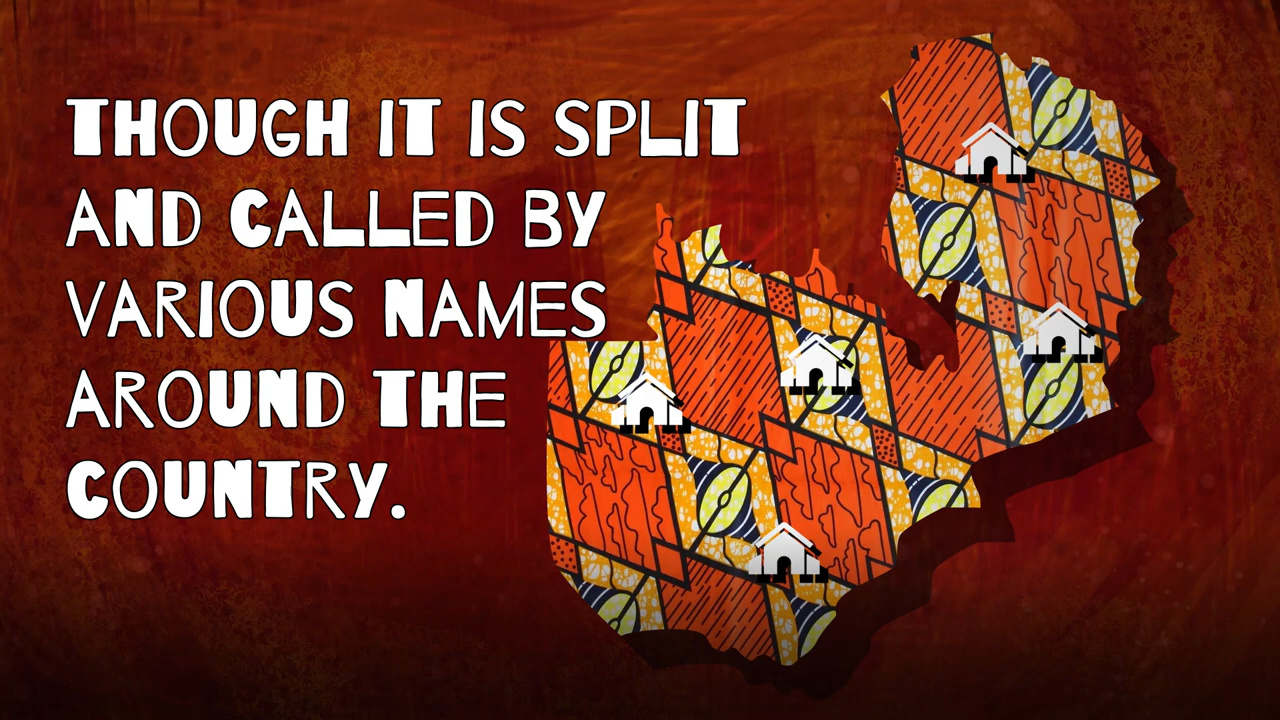 THOUGH IT IS SPLIT
AND CALLED BY
VARIOUS NAMES
AROUND THE
COUNTRY.